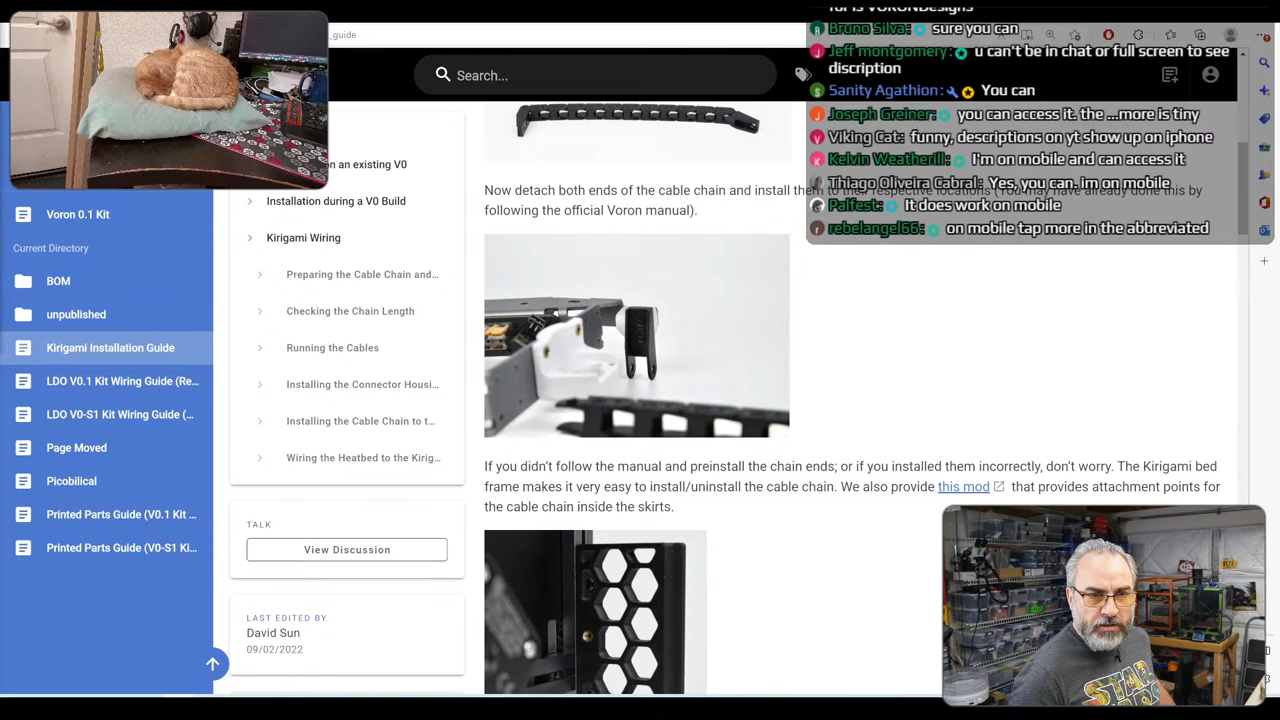 _guide
Search...
for is VORONDesigns
Bruno Silva: sure you can
Jeff montgomery: u can't be in chat or full screen to see
discription
Sanity Agathion: You can
Joseph Greiner: you can access it. the ...more is tiny
Viking Cat: funny, descriptions on yt show up on iphone
Kelvin Weatherill: I'm on mobile and can access it
Thiago Oliveira Cabral: Yes, you can. im on mobile
Palfest: It does work on mobile
rebelangel66: on mobile tap more in the abbreviated
Voron 0.1 Kit
Current Directory
BOM
unpublished
Kirigami Installation Guide
LDO V0.1 Kit Wiring Guide (Re...
LDO V0-S1 Kit Wiring Guide (...
Page Moved
Picobilical
Printed Parts Guide (V0.1 Kit ...
Printed Parts Guide (V0-S1 Ki...
on an existing V0
Installation during a V0 Build
Kirigami Wiring
Preparing the Cable Chain and...
Checking the Chain Length
Running the Cables
Installing the Connector Housi...
Installing the Cable Chain to t...
Wiring the Heatbed to the Kirig...
TALK
View Discussion
LAST EDITED BY
David Sun
09/02/2022
Now detach both ends of the cable chain and install them to their respective locations (You may have already done this by
following the official Voron manual).
If you didn't follow the manual and preinstall the chain ends; or if you installed them incorrectly, don't worry. The Kirigami bed
frame makes it very easy to install/uninstall the cable chain. We also provide this mod that provides attachment points for
the cable chain inside the skirts.